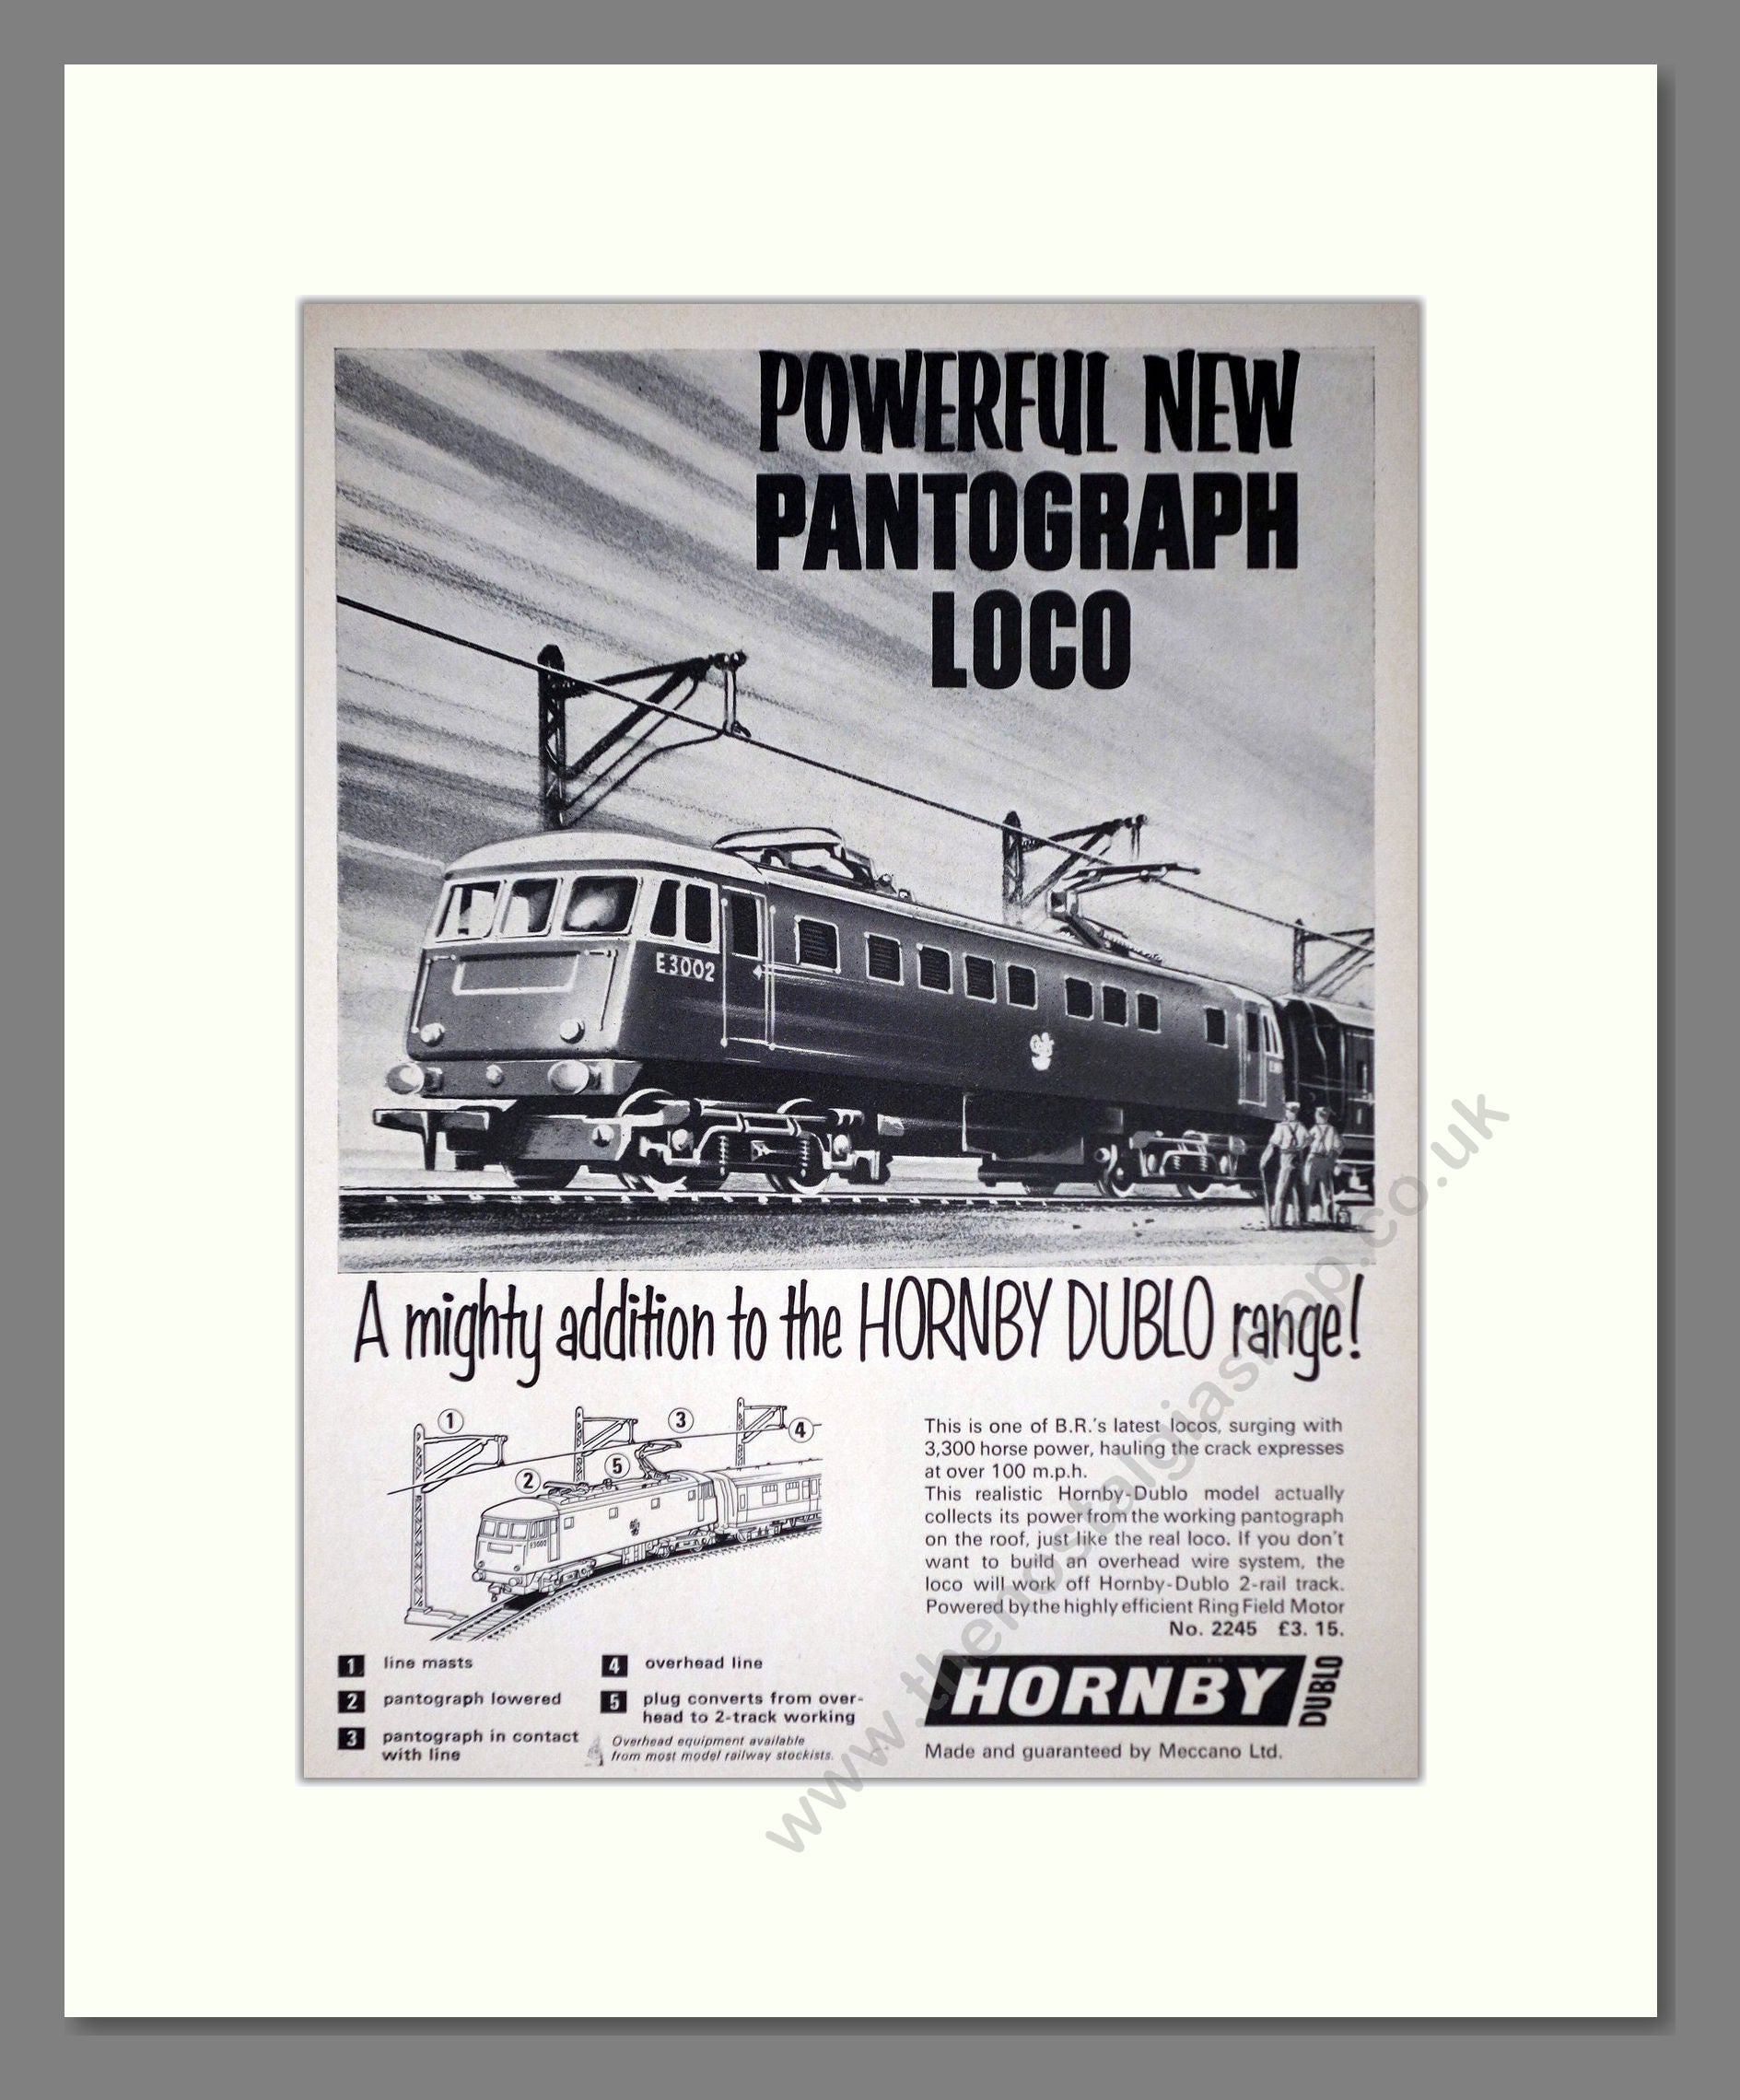 POWERFUL NEW
PANTOGRAPH
LOCO
E3002
A mighty addition to the HORNBY DUBLO range!
1
2
3
4
5
E3002
1 line masts
2 pantograph lowered
3 pantograph in contact
with line
4 overhead line
5 plug converts from over-
head to 2-track working
Overhead equipment available
from most model railway stockists.
This is one of B.R.'s latest locos, surging with
3,300 horse power, hauling the crack expresses
at over 100 m.p.h.
This realistic Hornby-Dublo model actually
collects its power from the working pantograph
on the roof, just like the real loco. If you don't
want to build an overhead wire system, the
loco will work off Hornby-Dublo 2-rail track.
Powered by the highly efficient Ring Field Motor
No. 2245 £3. 15.
HORNBY DUBLO
Made and guaranteed by Meccano Ltd.
www.thenostalgiashop.co.uk